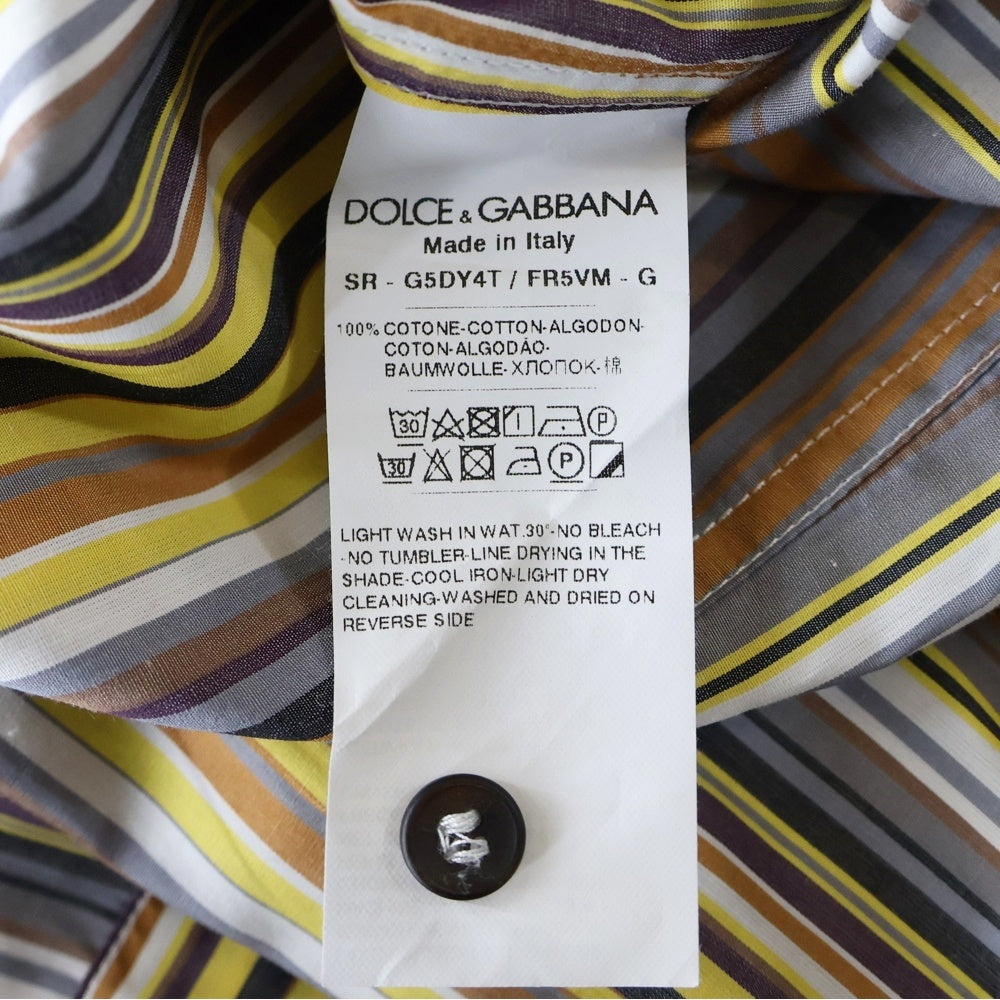 DOLCE & GABBANA
Made in Italy
SR - G5DY4T / FR5VM - G
100% COTONE-COTTON-ALGODON-
COTON-ALGODÃO-
BAUMWOLLE-ХЛОПОК-棉
30 P
30 P
LIGHT WASH IN WAT.30°-NO BLEACH
-NO TUMBLER-LINE DRYING IN THE
SHADE-COOL IRON-LIGHT DRY
CLEANING-WASHED AND DRIED ON
REVERSE SIDE